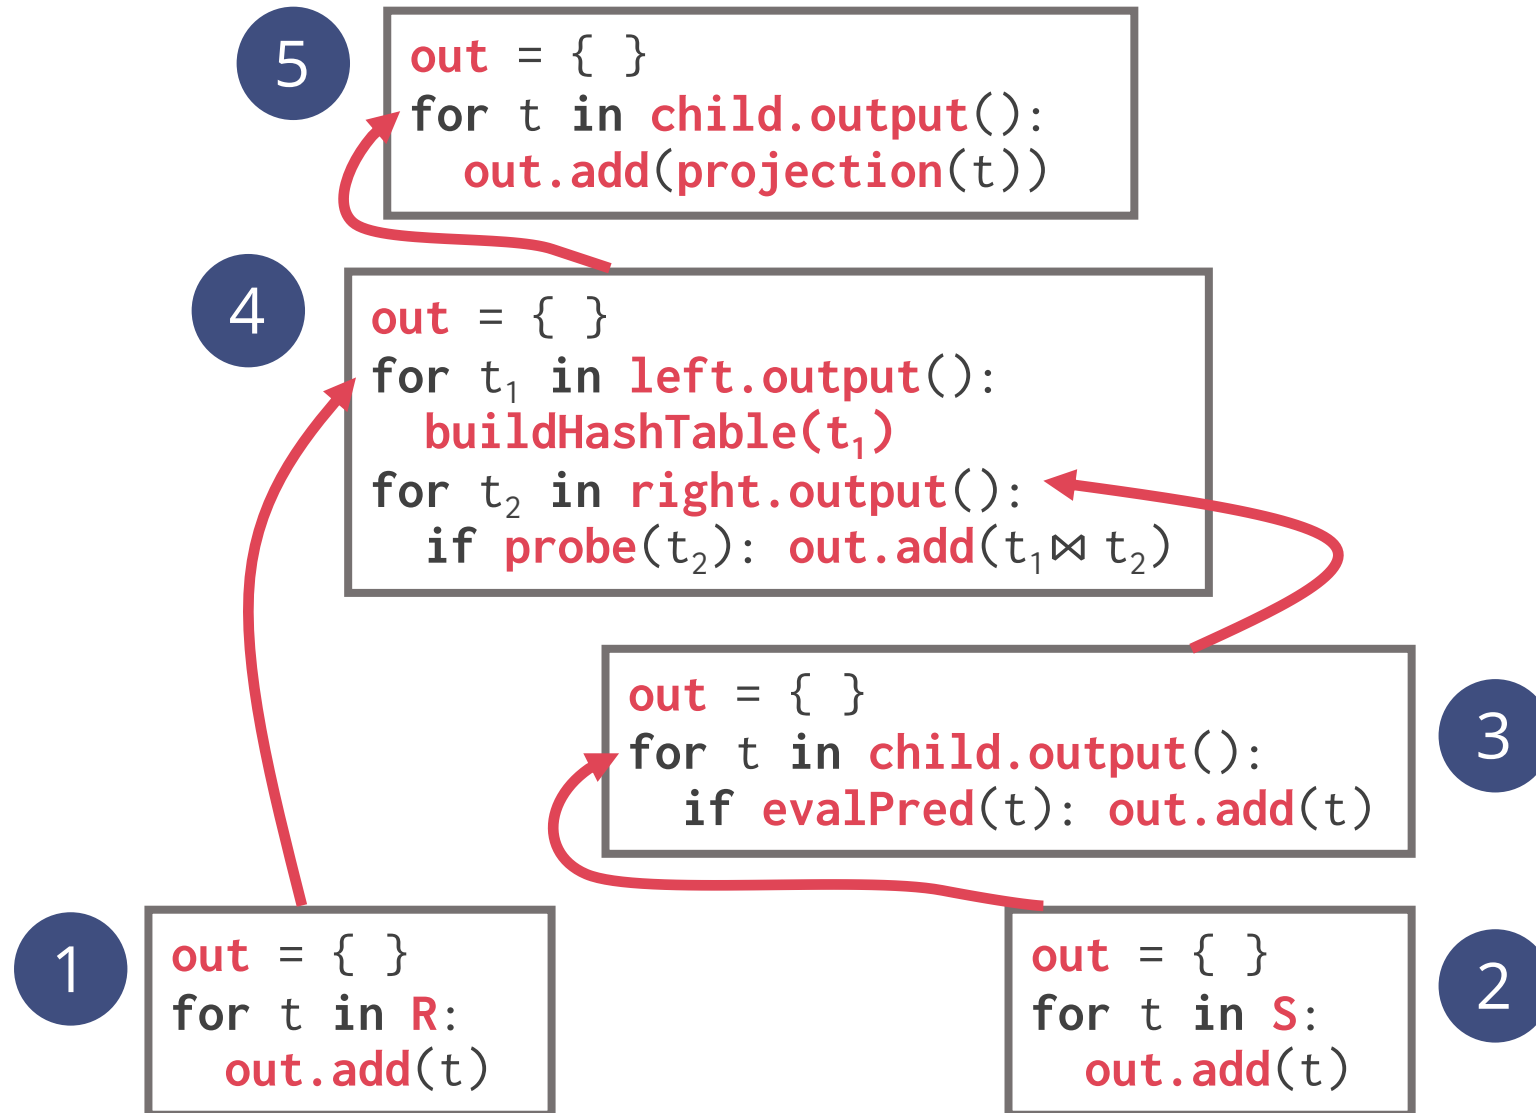 5
out = { }
for t in child.output():
  out.add(projection(t))
4
out = { }
for t₁ in left.output():
  buildHashTable(t₁)
for t₂ in right.output():
  if probe(t₂): out.add(t₁⋈ t₂)
3
out = { }
for t in child.output():
  if evalPred(t): out.add(t)
1
out = { }
for t in R:
  out.add(t)
2
out = { }
for t in S:
  out.add(t)